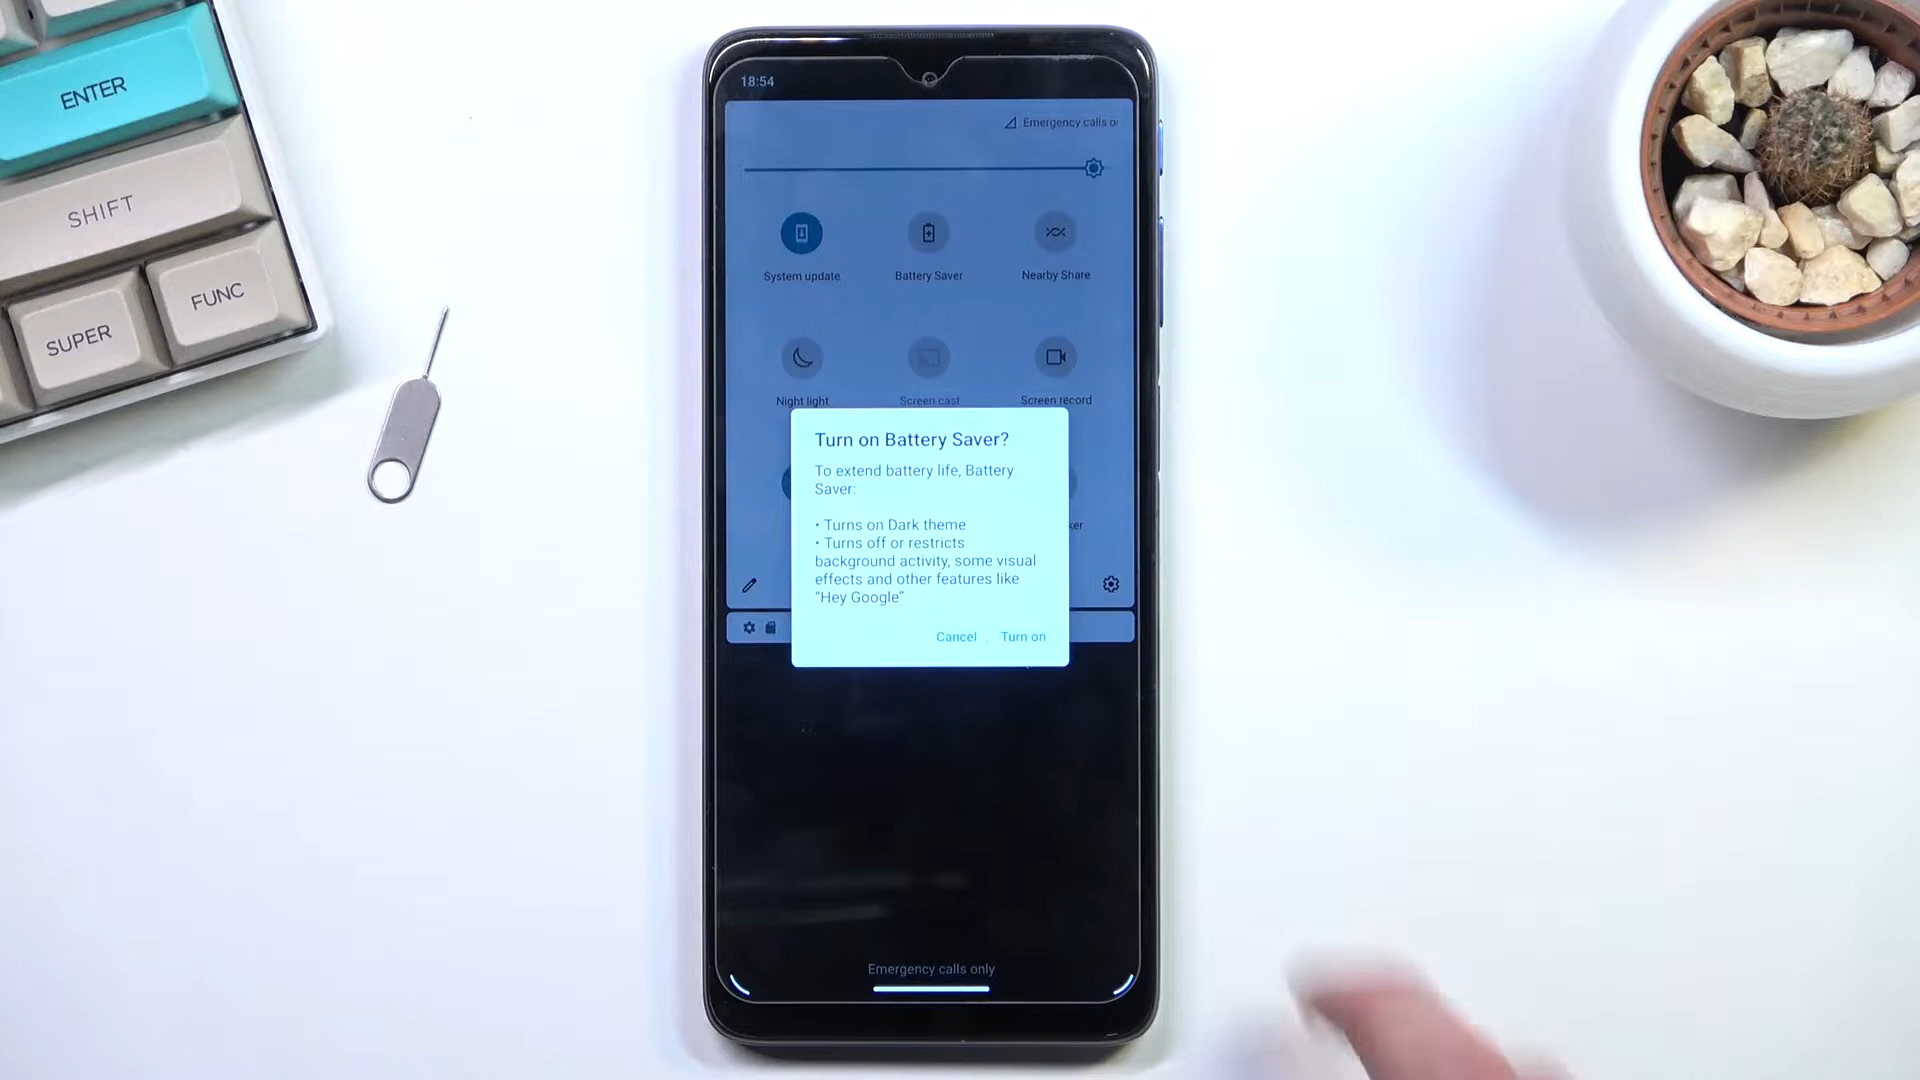 ENTER
SHIFT
SUPER
FUNC
18:54
Emergency calls
System update
Battery Saver
Nearby Share
Night light
Screen cast
Screen record
Turn on Battery Saver?
To extend battery life, Battery
Saver:
• Turns on Dark theme
• Turns off or restricts
background activity, some visual
effects and other features like
“Hey Google”
Cancel
Turn on
Emergency calls only